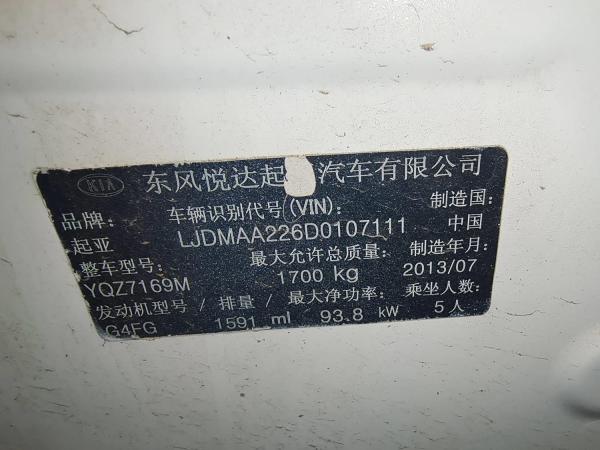 KIA 东风悦达起 汽车有限公司
品牌: 车辆识别代号(VIN): 制造国:
起亚 LJDMAA226D0107111 中国
整车型号: 最大允许总质量: 制造年月:
YQZ7169M 1700 kg 2013/07
发动机型号 / 排量 / 最大净功率: 乘坐人数:
G4FG 1591 ml 93.8 kW 5人